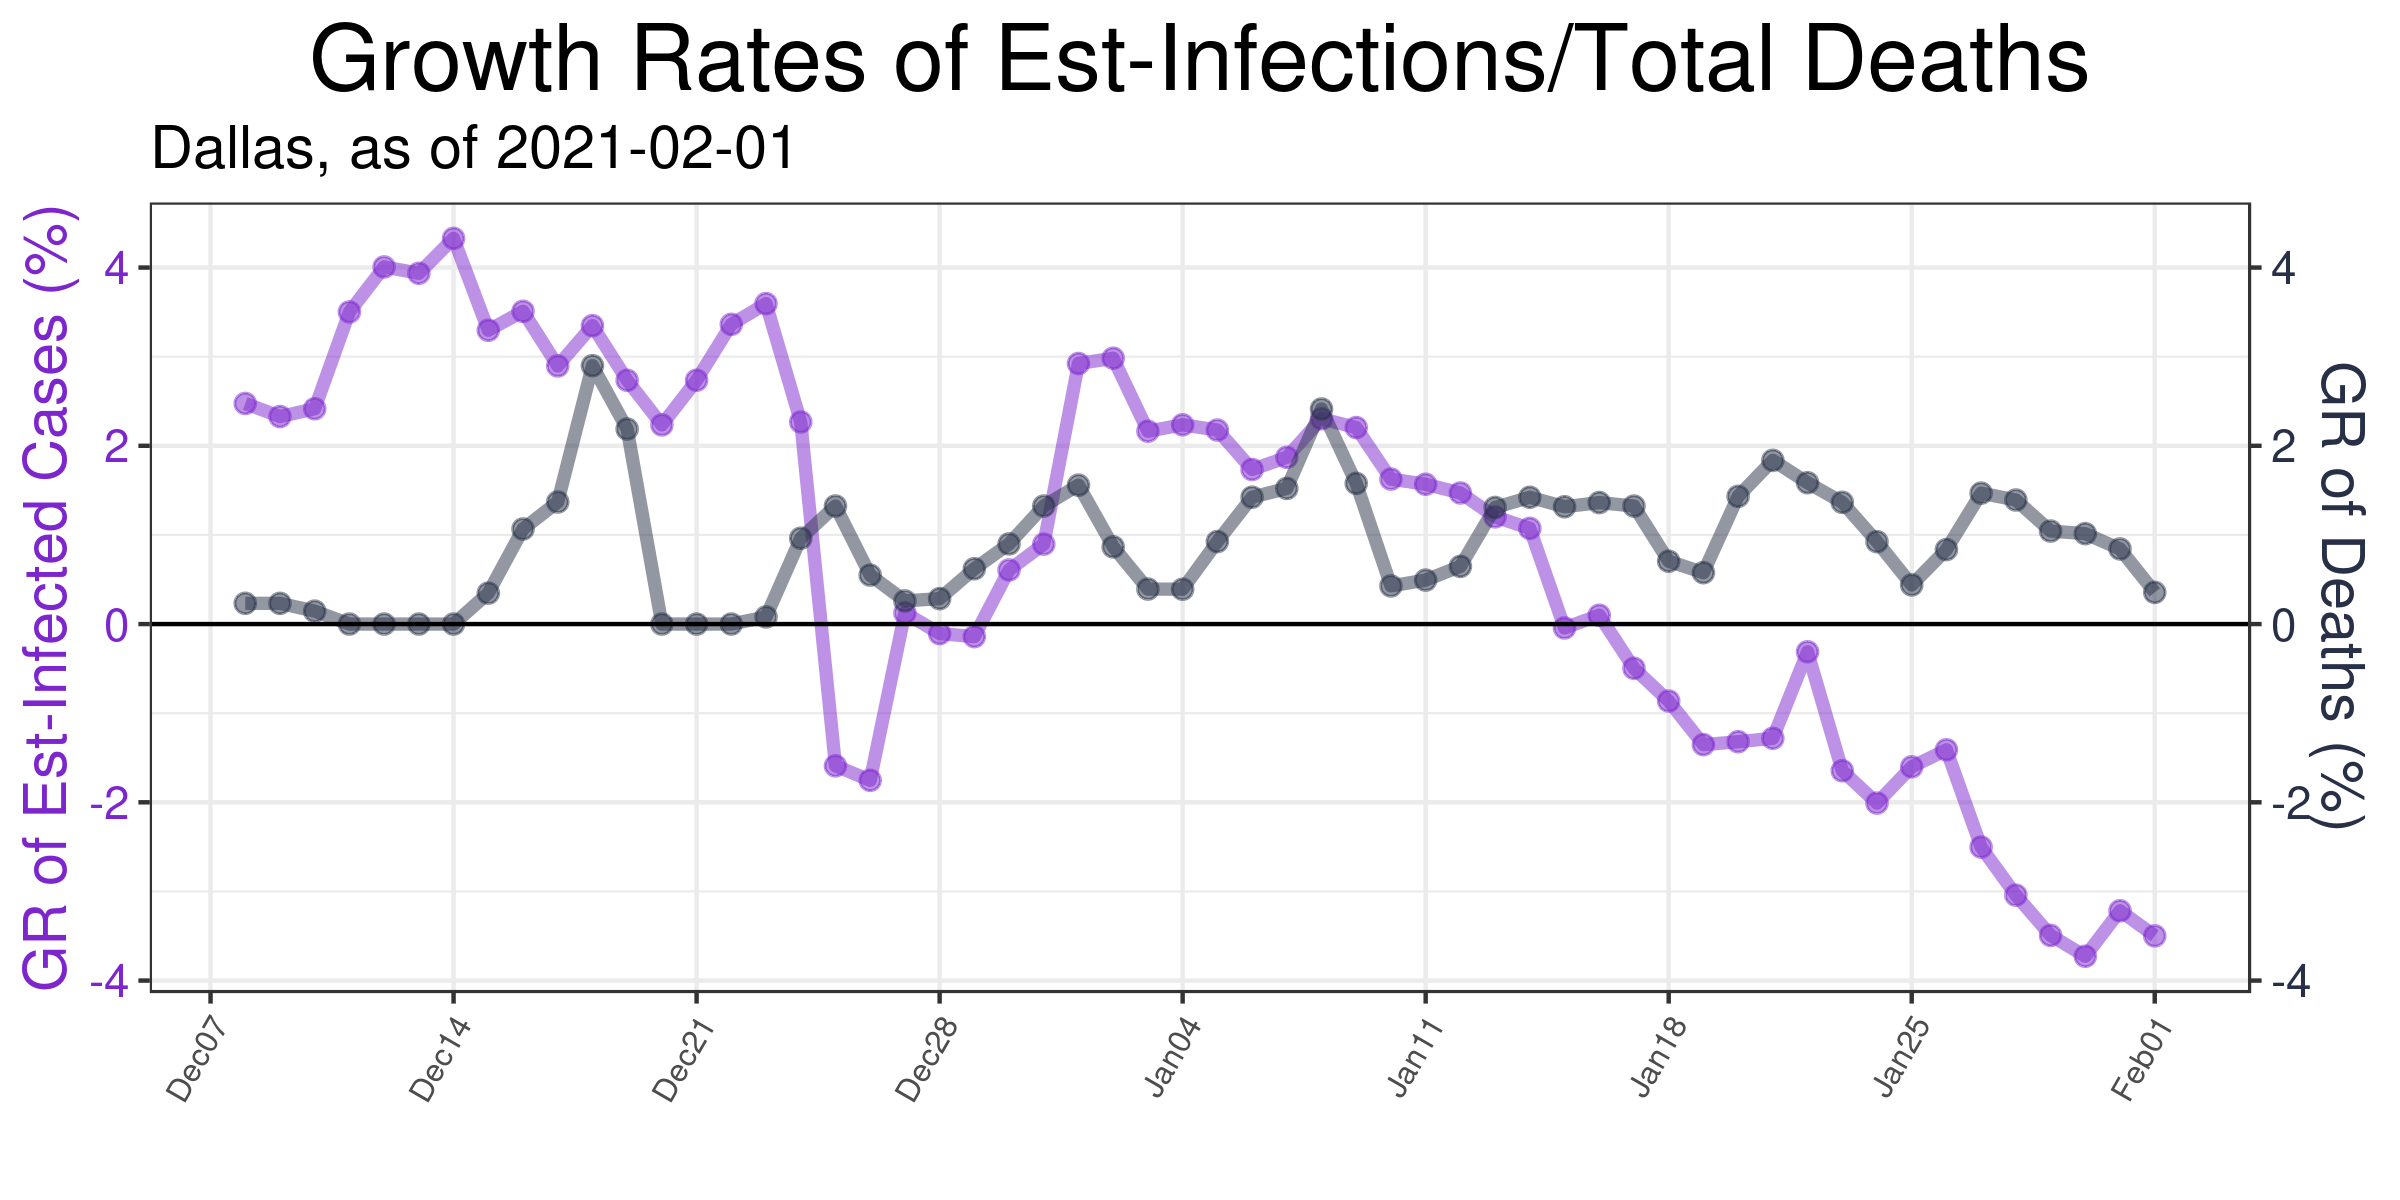 Growth Rates of Est-Infections/Total Deaths
Dallas, as of 2021-02-01
GR of Est-Infected Cases (%)
4
2
0
-2
-4
4
2
0
-2
-4
GR of Deaths (%)
Dec07
Dec14
Dec21
Dec28
Jan04
Jan11
Jan18
Jan25
Feb01